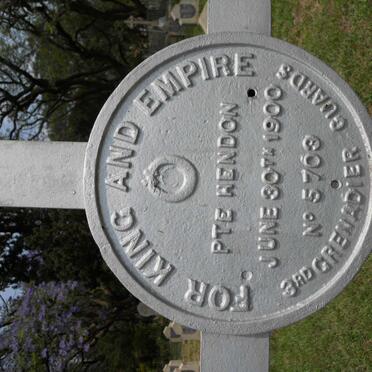 FOR KING AND EMPIRE
PTE HENDON
JUNE 30TH 1900
No 5703
3RD GRENADIER GUARDS